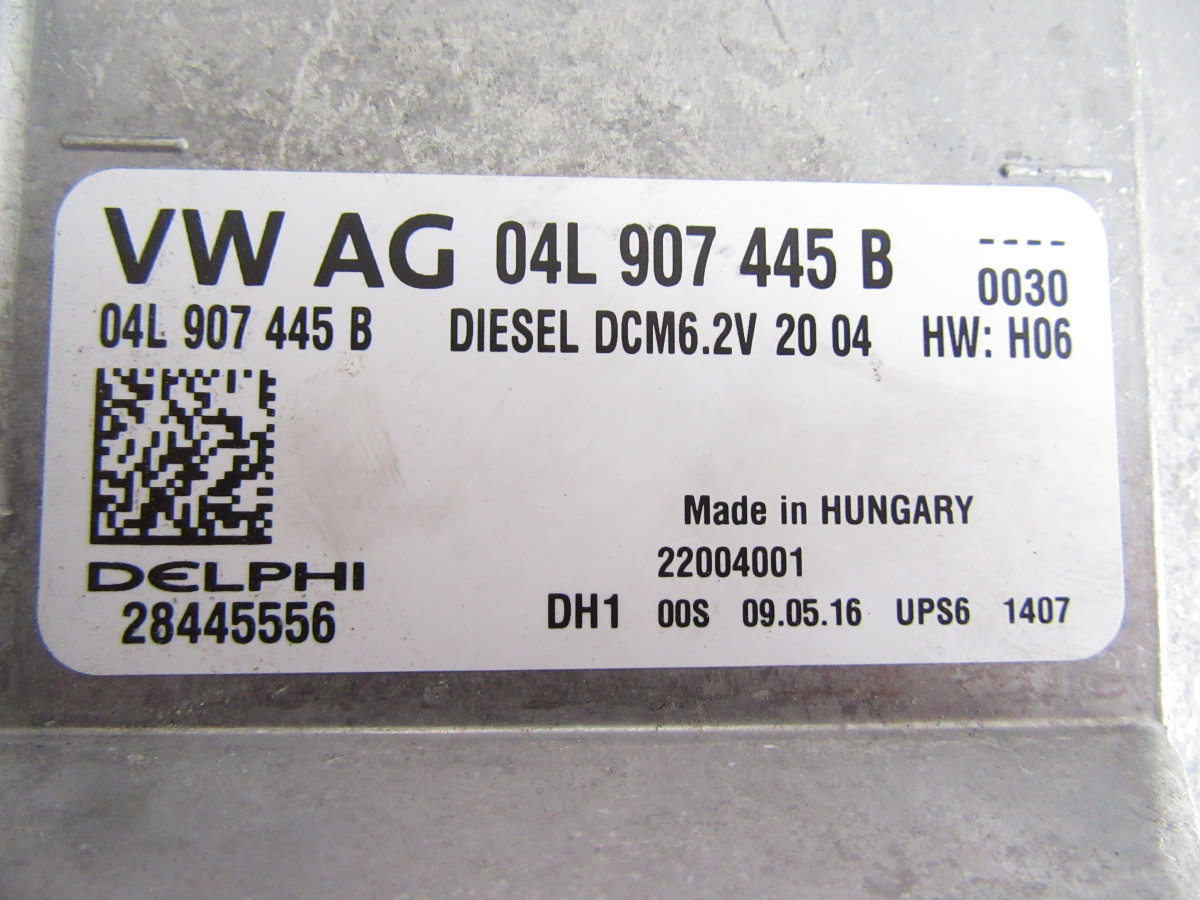 VW AG 04L 907 445 B ----
0030
04L 907 445 B DIESEL DCM6.2V 20 04 HW: H06
Made in HUNGARY
22004001
DELPHI
28445556
DH1 00S 09.05.16 UPS6 1407